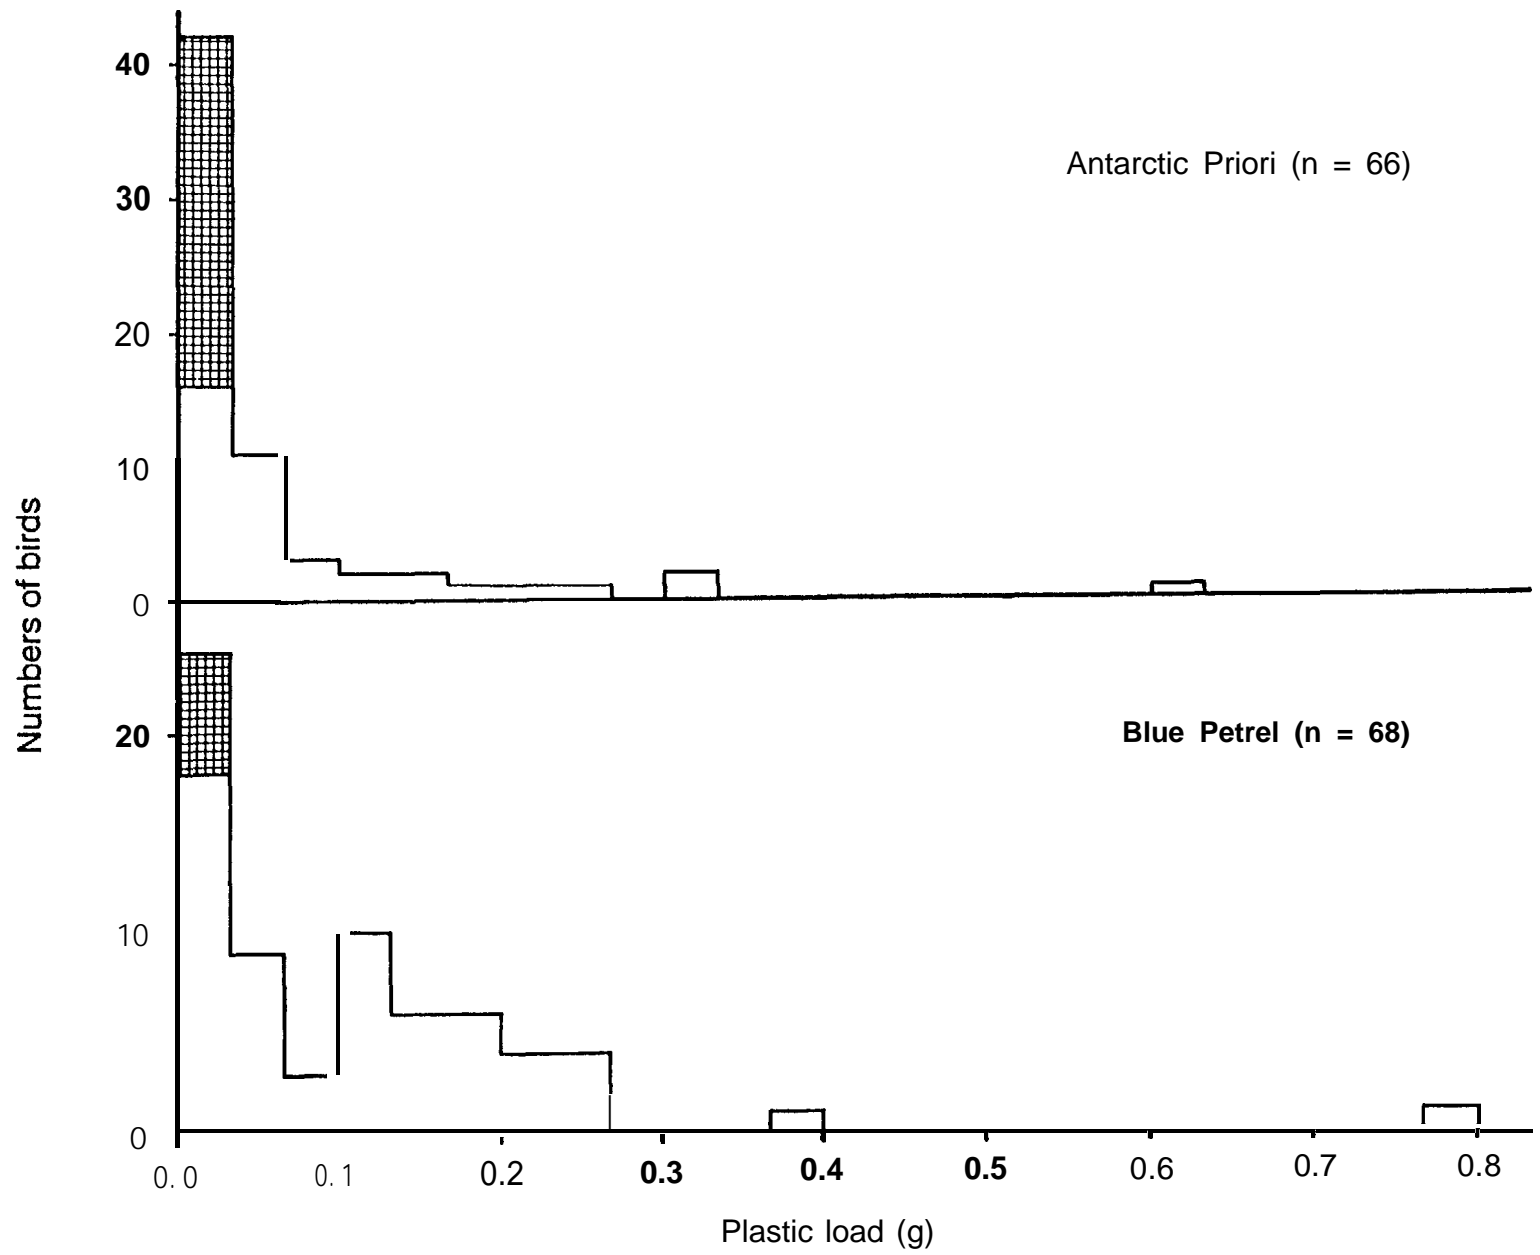 40
Antarctic Priori (n = 66)
30
20
10
0
Numbers of birds
20
Blue Petrel (n = 68)
10
0
0.0 0.1 0.2 0.3 0.4 0.5 0.6 0.7 0.8
Plastic load (g)